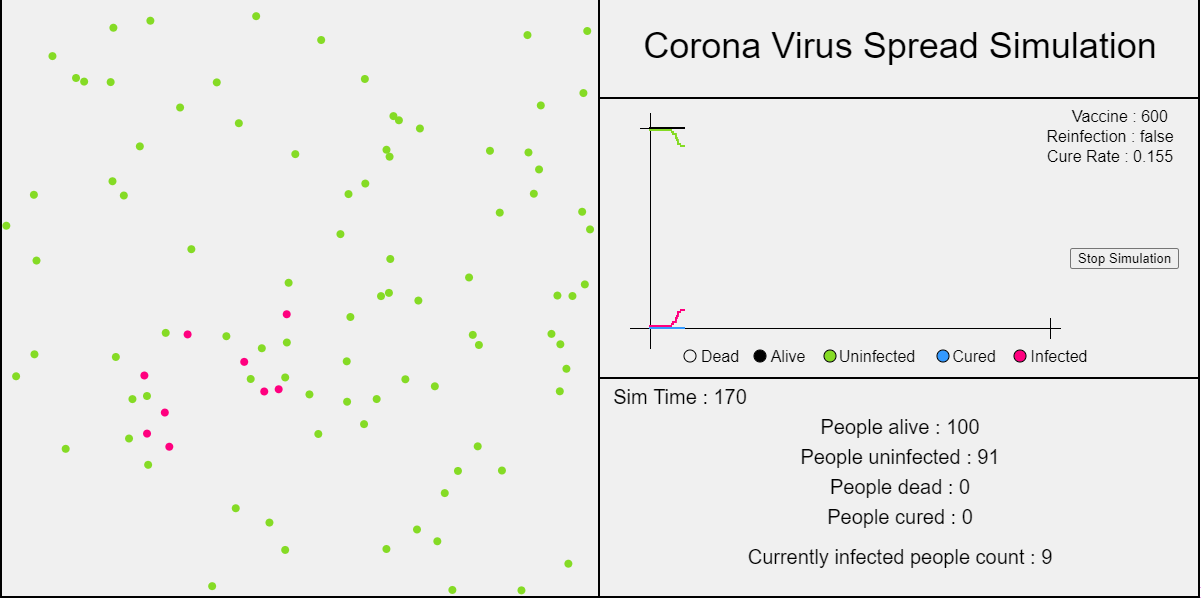 Corona Virus Spread Simulation
Vaccine : 600
Reinfection : false
Cure Rate : 0.155
Stop Simulation
Dead Alive Uninfected Cured Infected
Sim Time : 170
People alive : 100
People uninfected : 91
People dead : 0
People cured : 0
Currently infected people count : 9